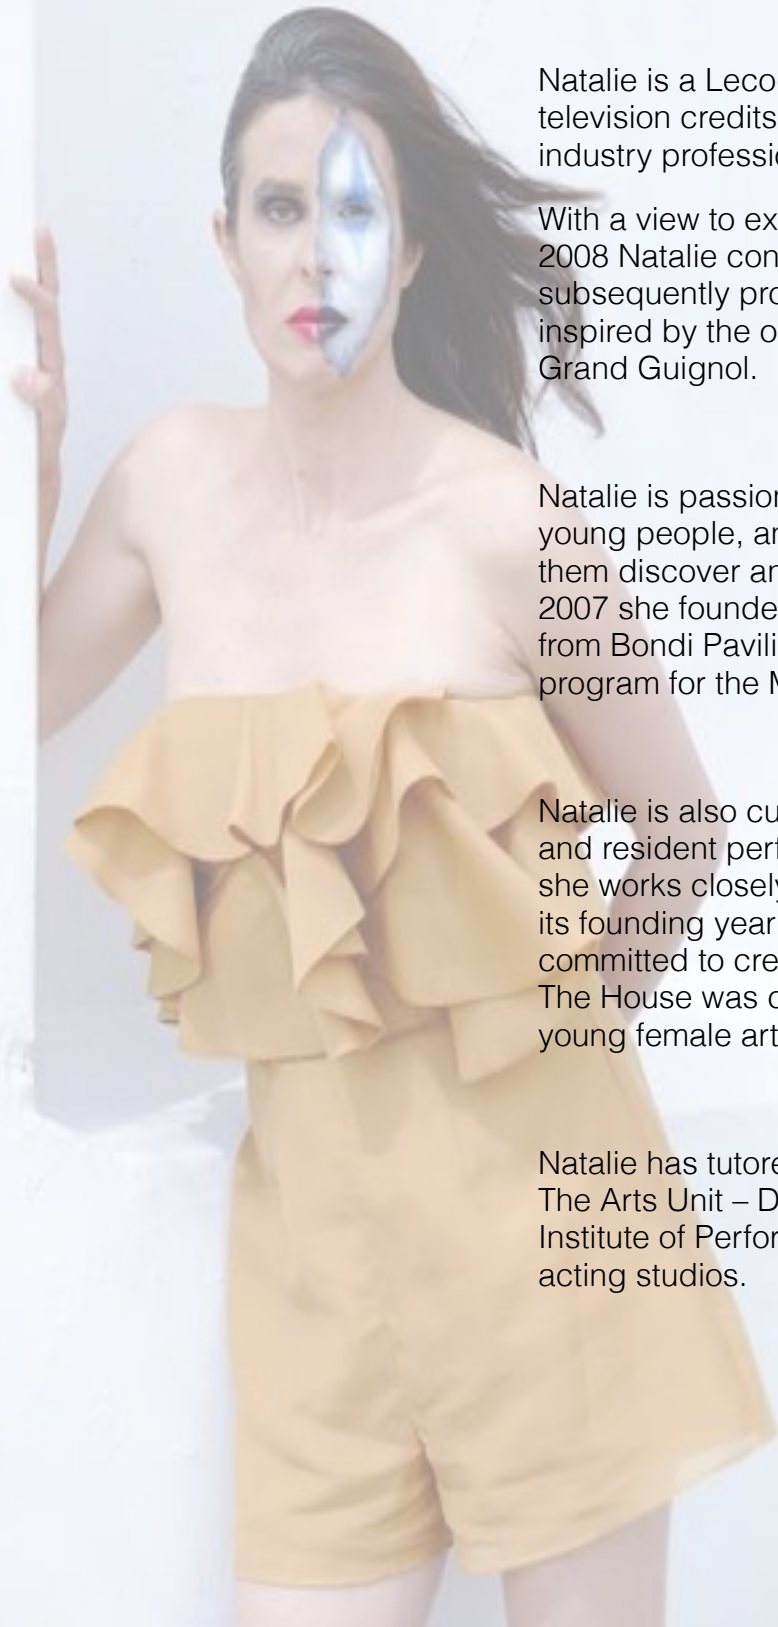 Natalie is a Leco
television credits
industry professi
With a view to ex
2008 Natalie con
subsequently pro
inspired by the o
Grand Guignol.
Natalie is passion
young people, an
them discover an
2007 she founde
from Bondi Pavili
program for the M
Natalie is also cu
and resident perf
she works closely
its founding year
committed to cre
The House was c
young female art
Natalie has tutore
The Arts Unit – D
Institute of Perfor
acting studios.